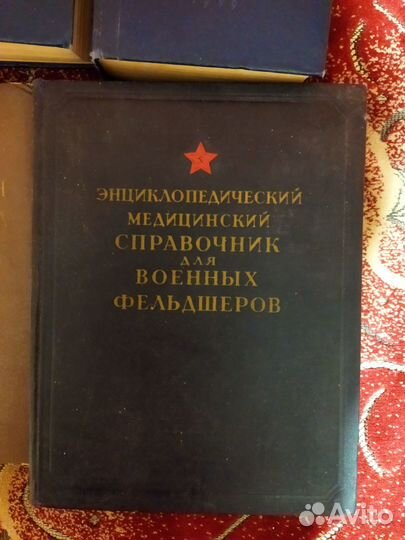 ЭНЦИКЛОПЕДИЧЕСКИЙ
МЕДИЦИНСКИЙ
СПРАВОЧНИК
ДЛЯ
ВОЕННЫХ
ФЕЛЬДШЕРОВ
Avito